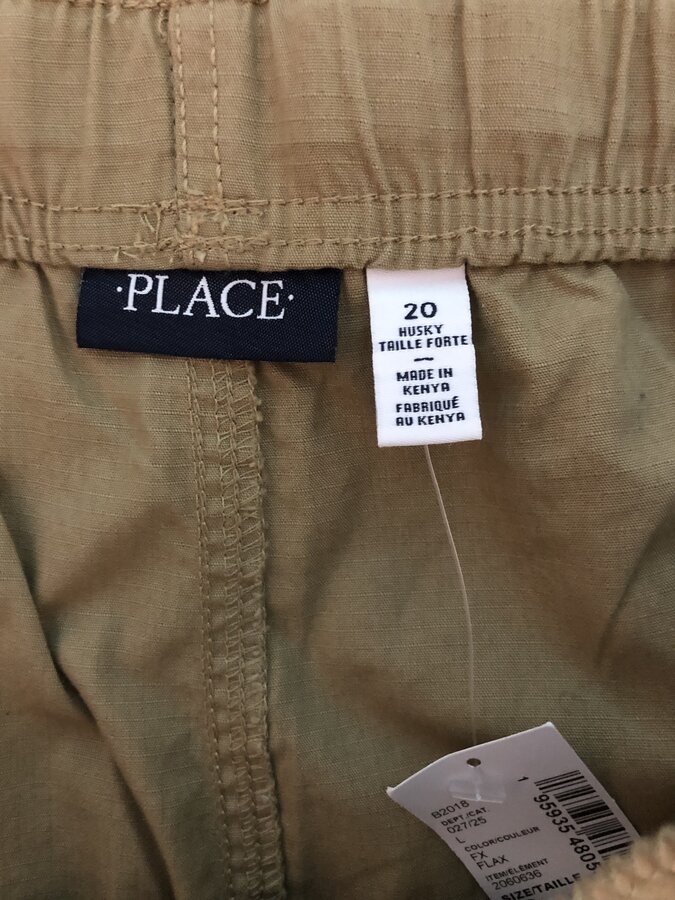 ·PLACE·
20
HUSKY
TAILLE FORTE
MADE IN
KENYA
FABRIQUÉ
AU KENYA
B2018
DEPT./CAT.
027/25
L
COLOR/COULEUR
FX
FLAX
ITEM/ÉLÉMENT
2060636
SIZE/TAILLE
1 95935 4805